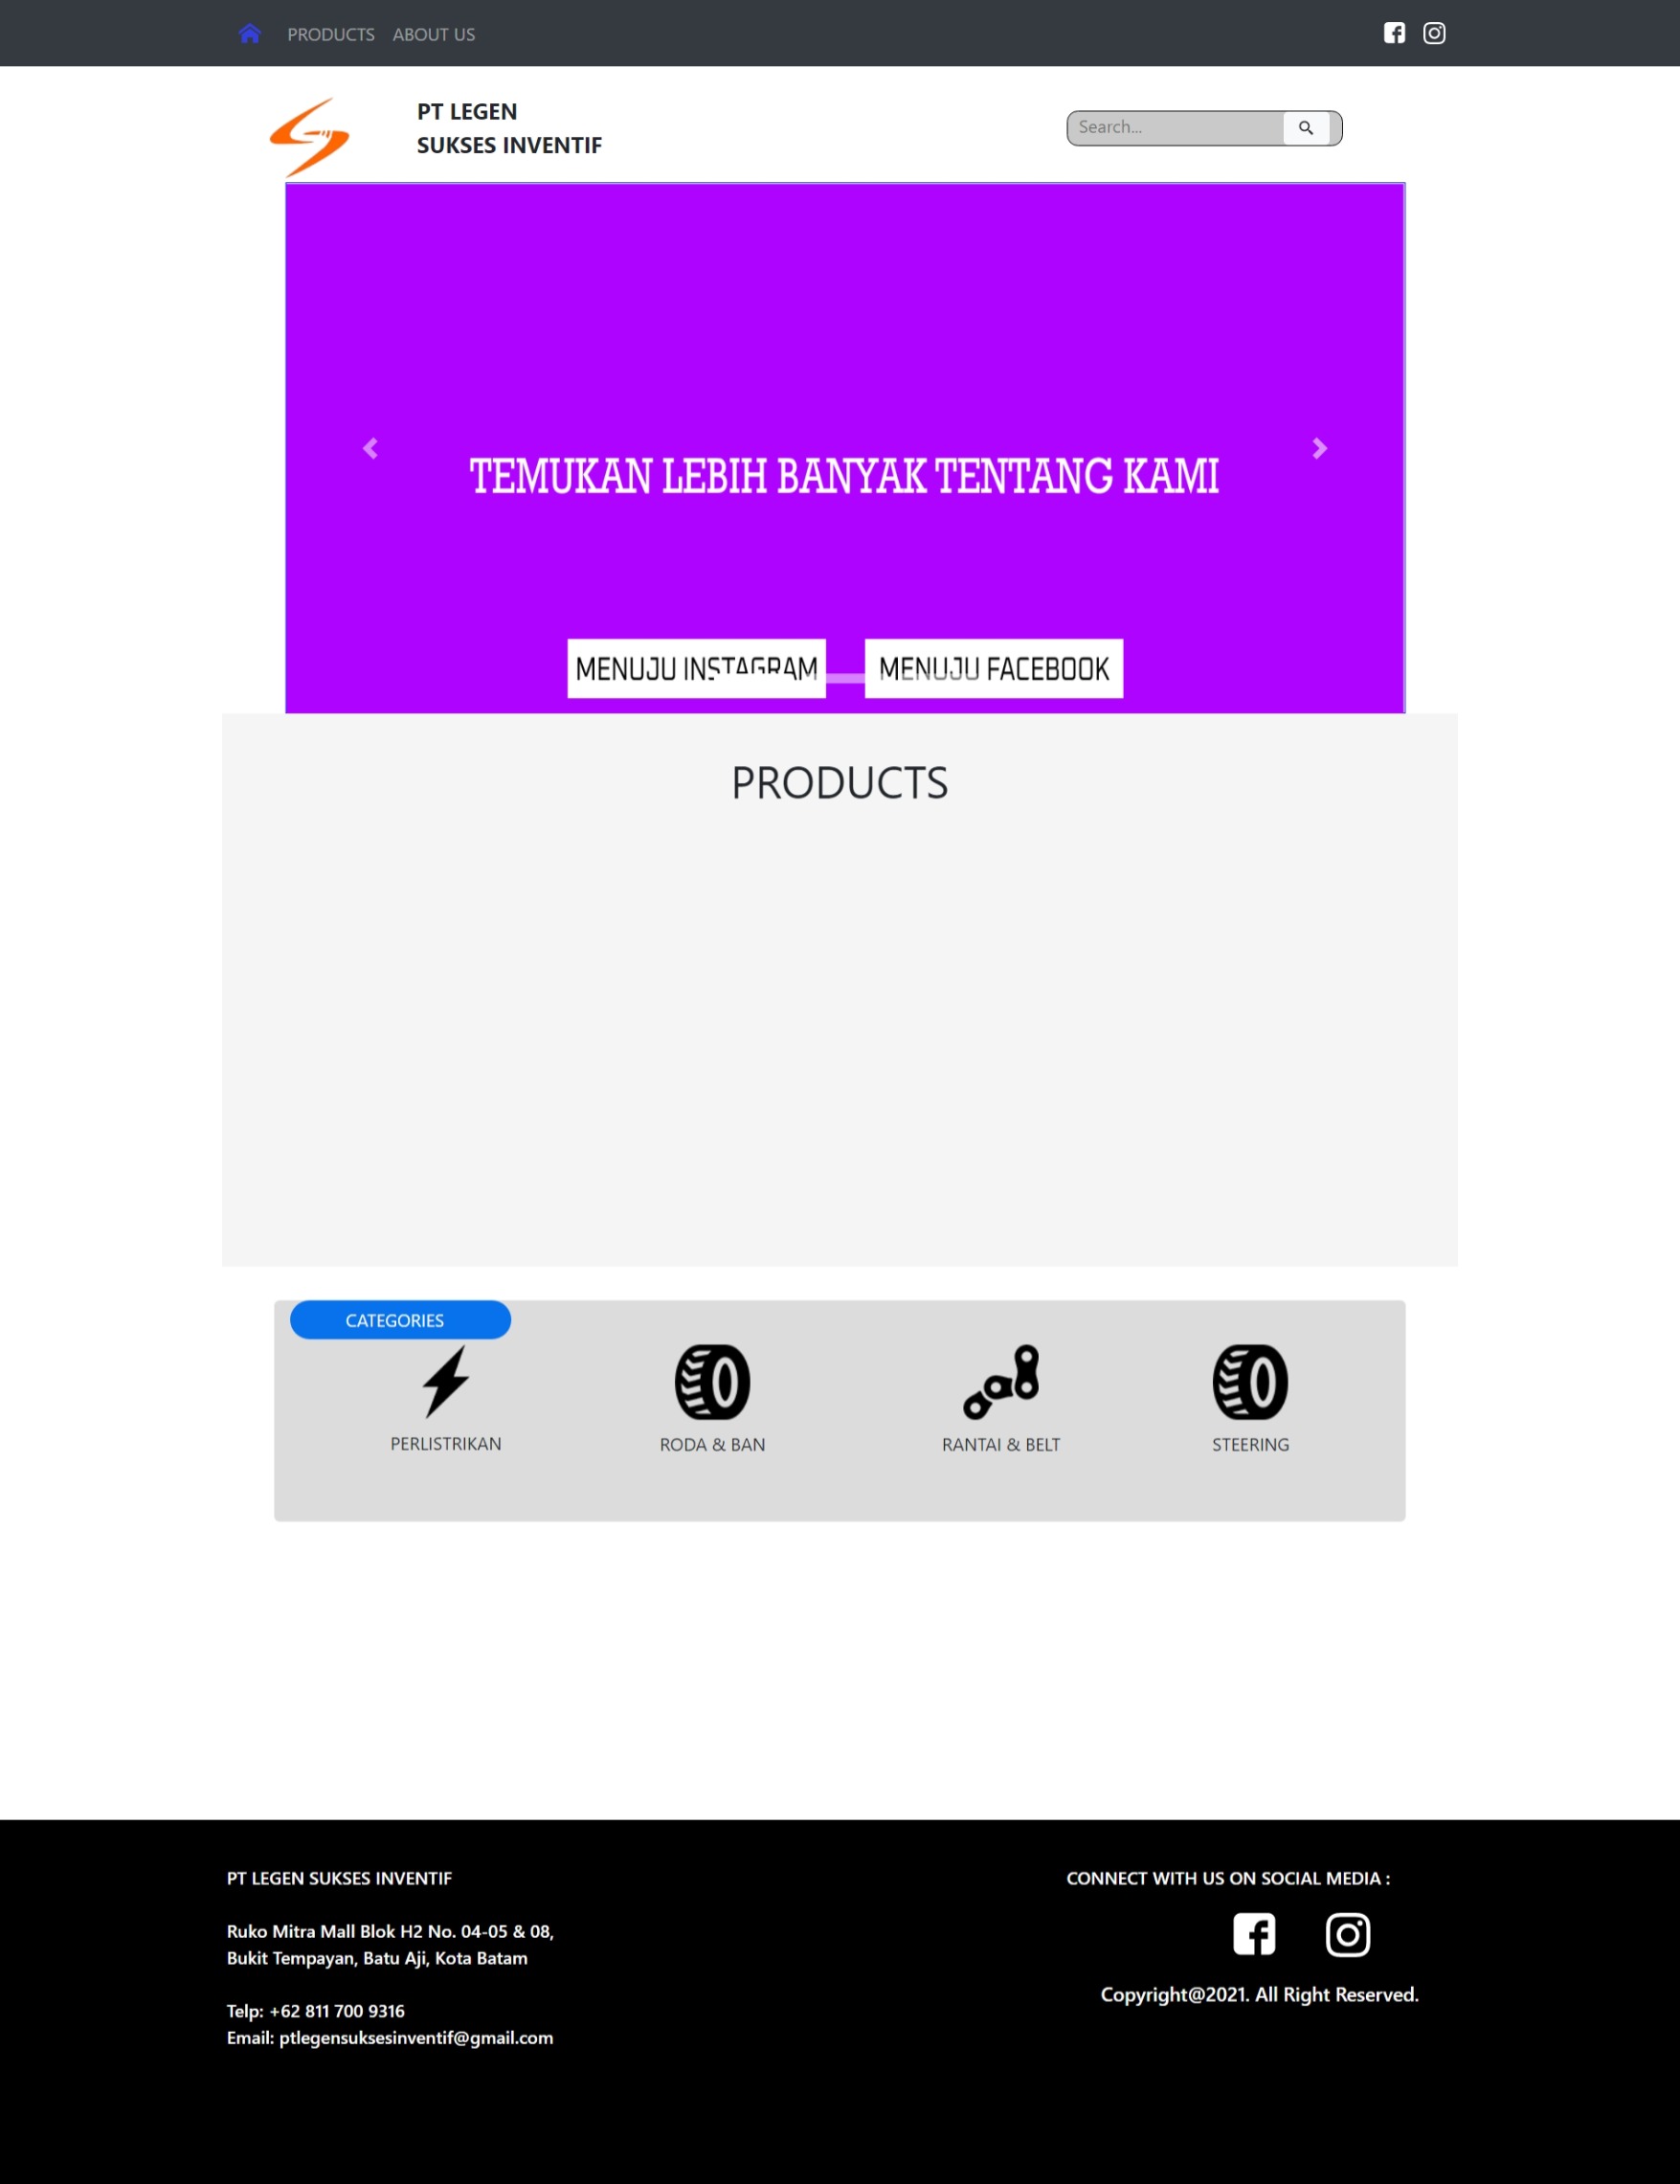 PRODUCTS ABOUT US
PT LEGEN
SUKSES INVENTIF
Search...
TEMUKAN LEBIH BANYAK TENTANG KAMI
MENUJU INSTAGRAM MENUJU FACEBOOK
PRODUCTS
CATEGORIES
PERLISTRIKAN RODA & BAN RANTAI & BELT STEERING
PT LEGEN SUKSES INVENTIF
Ruko Mitra Mall Blok H2 No. 04-05 & 08,
Bukit Tempayan, Batu Aji, Kota Batam
Telp: +62 811 700 9316
Email: ptlegensuksesinventif@gmail.com
CONNECT WITH US ON SOCIAL MEDIA :
Copyright@2021. All Right Reserved.